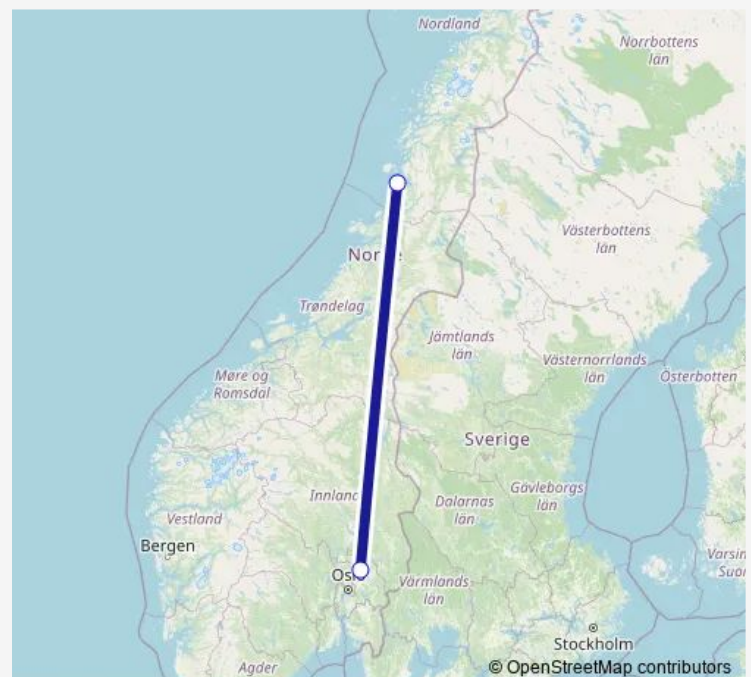 Nordland
Norrbottens
län
Västerbottens
län
Trøndelag
Jämtlands
län
Västernorrlands
län
Österbotten
Møre og
Romsdal
Sverige
Dalarnas
län
Gävleborgs
län
Vestland
Bergen
Värmlands
län
Stockholm
Agder
© OpenStreetMap contributors